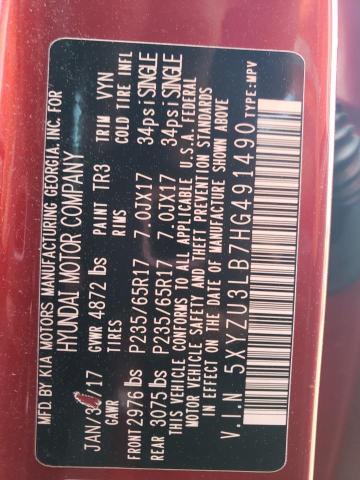 MFD. BY KIA MOTORS MANUFACTURING GEORGIA, INC. FOR
HYUNDAI MOTOR COMPANY
JAN/3 /17 GVWR 4872 lbs PAINT TR3 TRIM VYN
GAWR TIRES RIMS COLD TIRE INFL
FRONT 2976 lbs P235/65R17 7.0JX17 34psi SINGLE
REAR 3075 lbs P235/65R17 7.0JX17 34psi SINGLE
THIS VEHICLE CONFORMS TO ALL APPLICABLE U.S.A. FEDERAL
MOTOR VEHICLE SAFETY AND THEFT PREVENTION STANDARDS
IN EFFECT ON THE DATE OF MANUFACTURE SHOWN ABOVE
V.I.N 5XYZU3LB7HG491490 TYPE:MPV